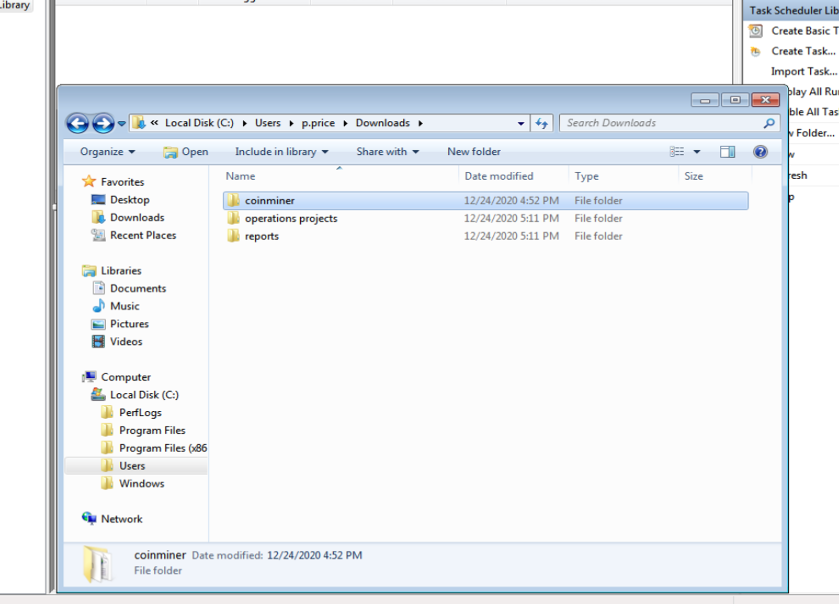 Library
Task Scheduler Lib
Create Basic T
Create Task...
Import Task...
play All Ru
ble All Tas
w Folder...
w
resh
p
« Local Disk (C:) Users p.price Downloads
Search Downloads
Organize Open Include in library Share with New folder
Name Date modified Type Size
coinminer 12/24/2020 4:52 PM File folder
operations projects 12/24/2020 5:11 PM File folder
reports 12/24/2020 5:11 PM File folder
Favorites
Desktop
Downloads
Recent Places
Libraries
Documents
Music
Pictures
Videos
Computer
Local Disk (C:)
PerfLogs
Program Files
Program Files (x86
Users
Windows
Network
coinminer Date modified: 12/24/2020 4:52 PM
File folder